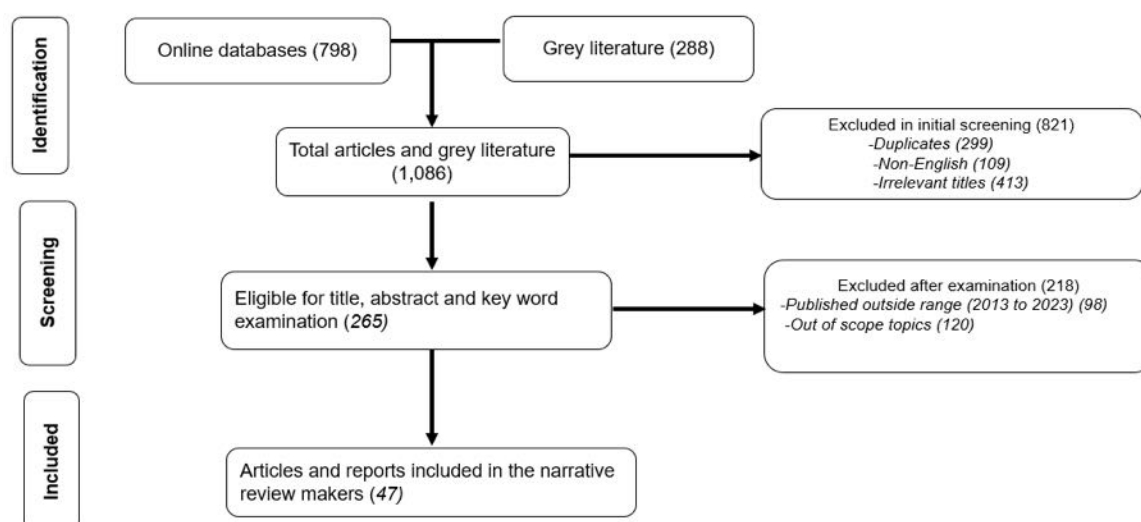 Identification
Online databases (798)
Grey literature (288)
Total articles and grey literature
(1,086)
Excluded in initial screening (821)
-Duplicates (299)
-Non-English (109)
-Irrelevant titles (413)
Screening
Eligible for title, abstract and key word
examination (265)
Excluded after examination (218)
-Published outside range (2013 to 2023) (98)
-Out of scope topics (120)
Included
Articles and reports included in the narrative
review makers (47)